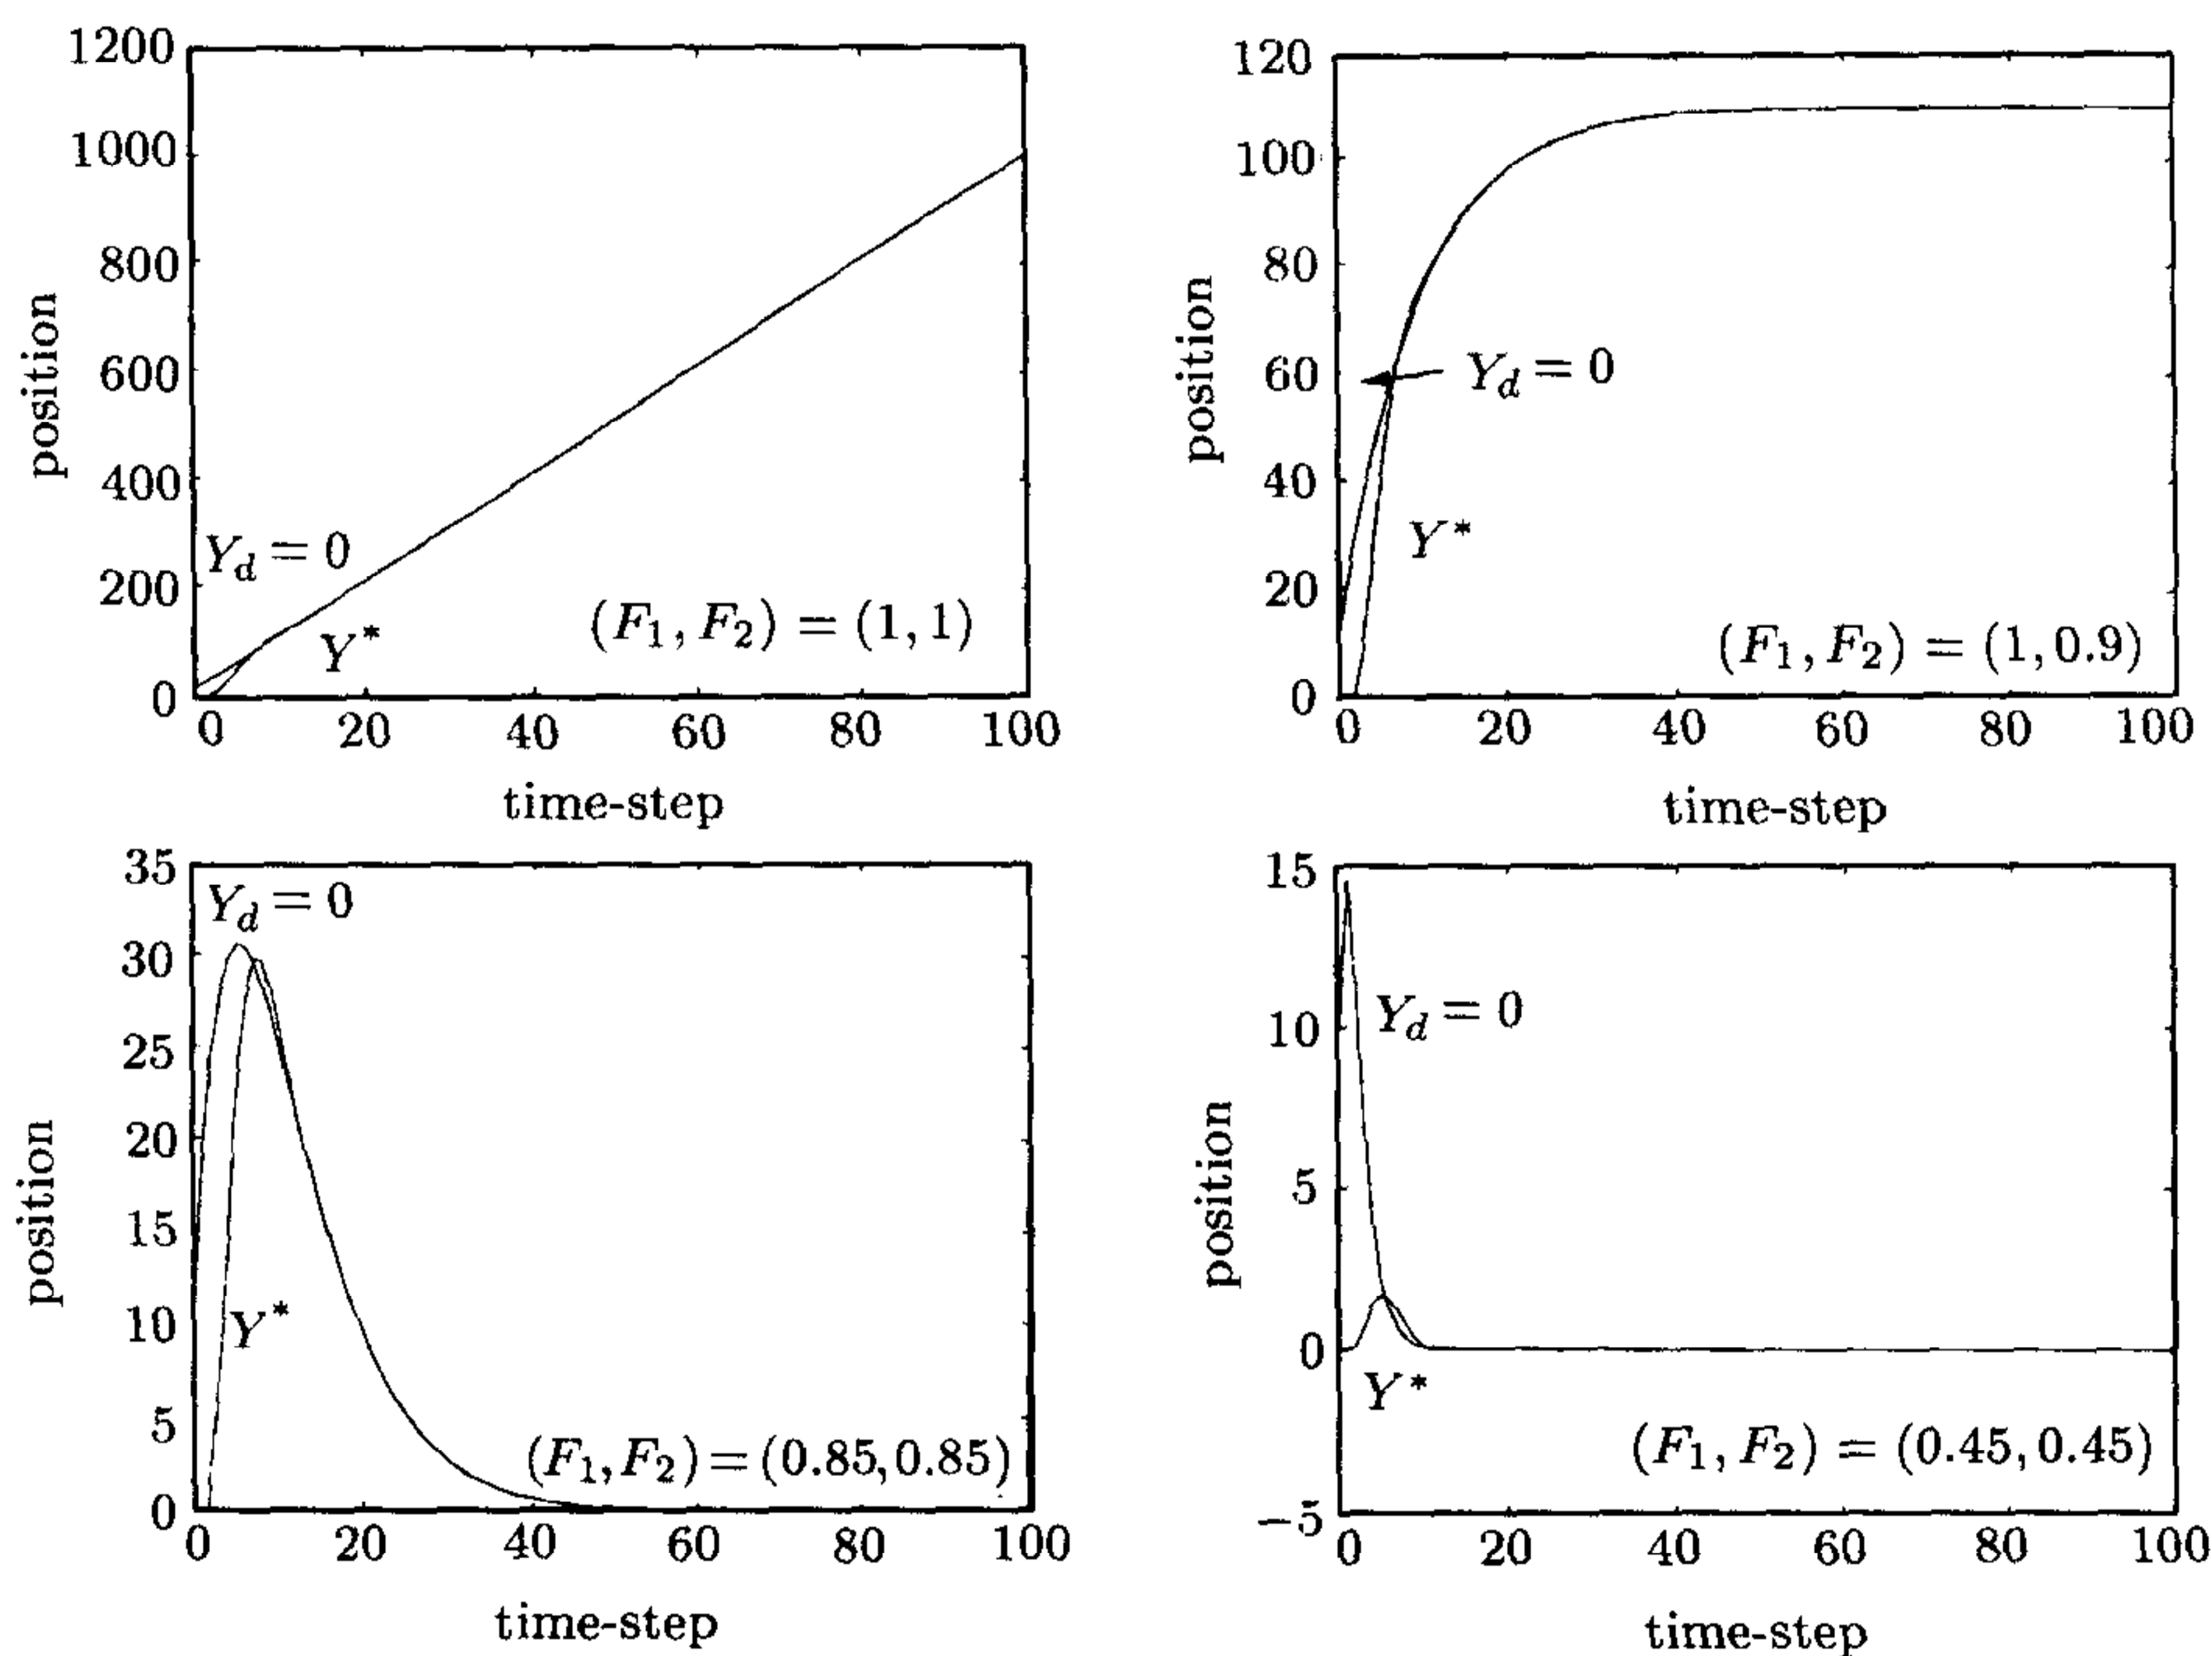 1200
1000
800
600
400
200
0
position
Y_d = 0
Y*
(F_1, F_2) = (1, 1)
0 20 40 60 80 100
time-step
120
100
80
60
40
20
0
position
Y_d = 0
Y*
(F_1, F_2) = (1, 0.9)
0 20 40 60 80 100
time-step
35
30
25
20
15
10
5
0
position
Y_d = 0
Y*
(F_1, F_2) = (0.85, 0.85)
0 20 40 60 80 100
time-step
15
10
5
0
−5
position
Y_d = 0
Y*
(F_1, F_2) = (0.45, 0.45)
0 20 40 60 80 100
time-step